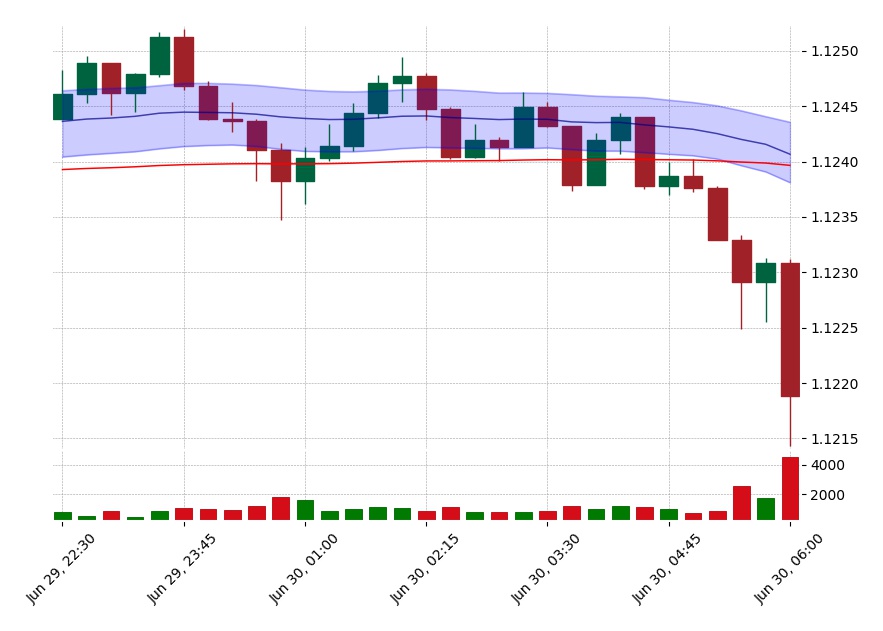 1.1250
1.1245
1.1240
1.1235
1.1230
1.1225
1.1220
1.1215
4000
2000
Jun 29, 22:30
Jun 29, 23:45
Jun 30, 01:00
Jun 30, 02:15
Jun 30, 03:30
Jun 30, 04:45
Jun 30, 06:00